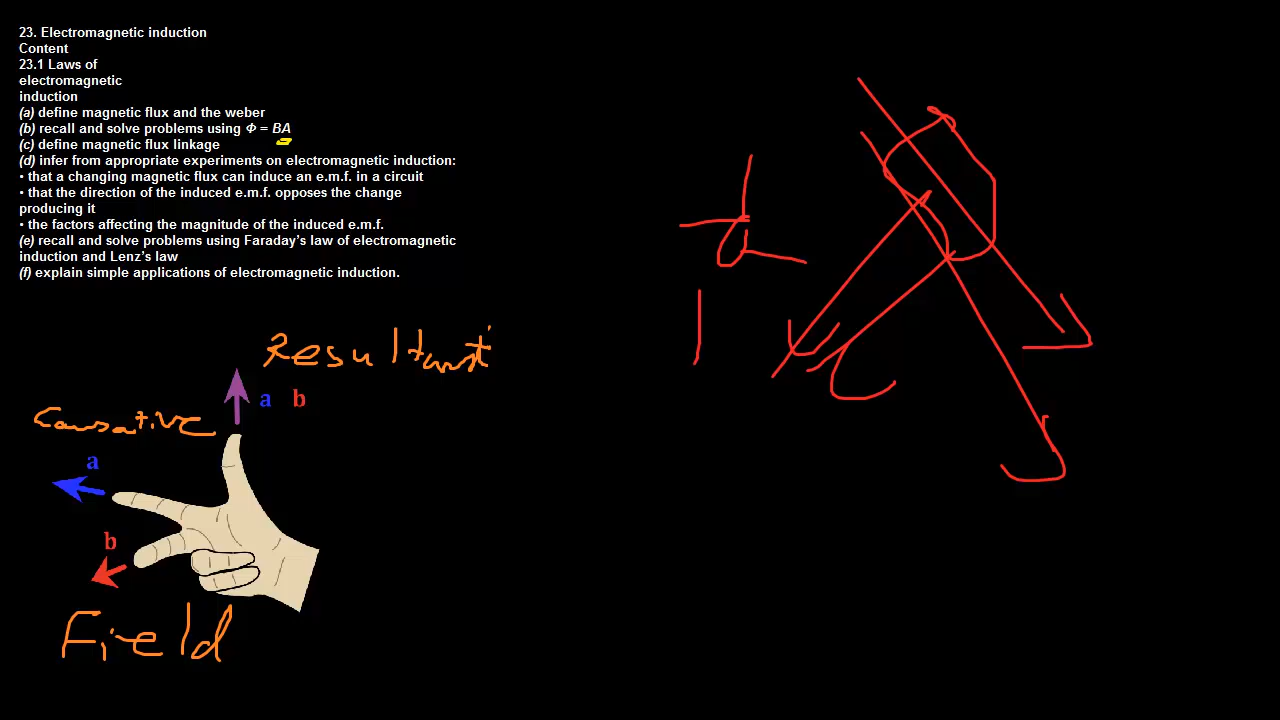 23. Electromagnetic induction
Content
23.1 Laws of
electromagnetic
induction
(a) define magnetic flux and the weber
(b) recall and solve problems using Φ = BA
(c) define magnetic flux linkage
(d) infer from appropriate experiments on electromagnetic induction:
• that a changing magnetic flux can induce an e.m.f. in a circuit
• that the direction of the induced e.m.f. opposes the change
producing it
• the factors affecting the magnitude of the induced e.m.f.
(e) recall and solve problems using Faraday's law of electromagnetic
induction and Lenz's law
(f) explain simple applications of electromagnetic induction.
Resultant
a b
Causative
a
b
Field